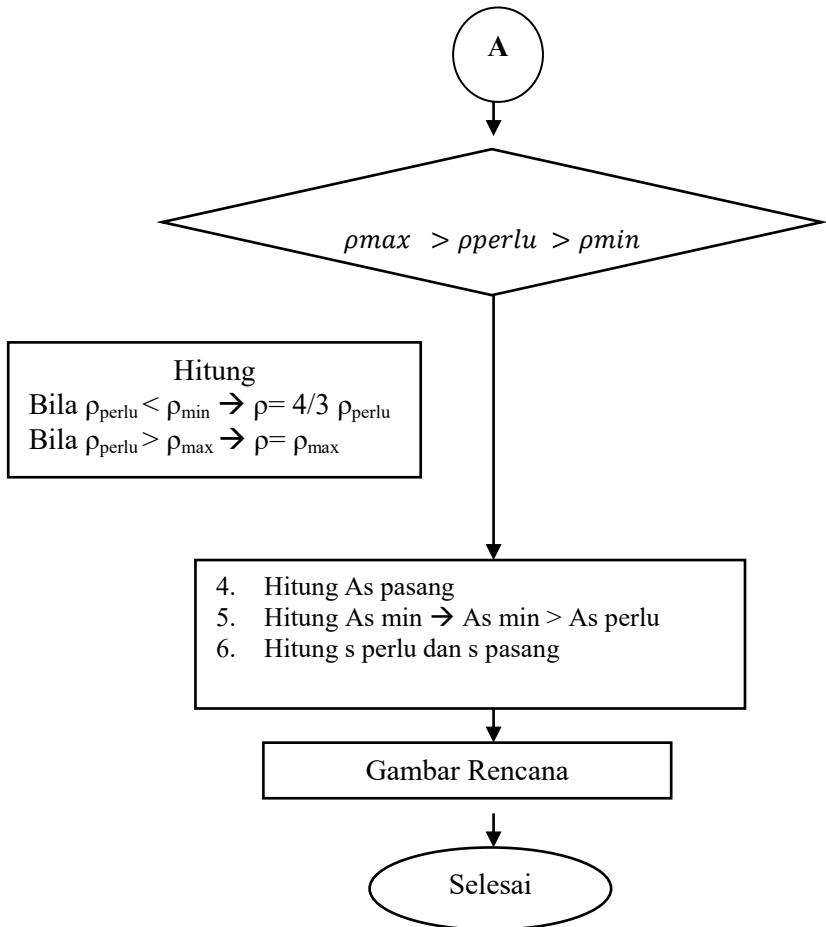 A
ρmax > ρperlu > ρmin
Hitung
Bila ρperlu < ρmin → ρ= 4/3 ρperlu
Bila ρperlu > ρmax → ρ= ρmax
4. Hitung As pasang
5. Hitung As min → As min > As perlu
6. Hitung s perlu dan s pasang
Gambar Rencana
Selesai